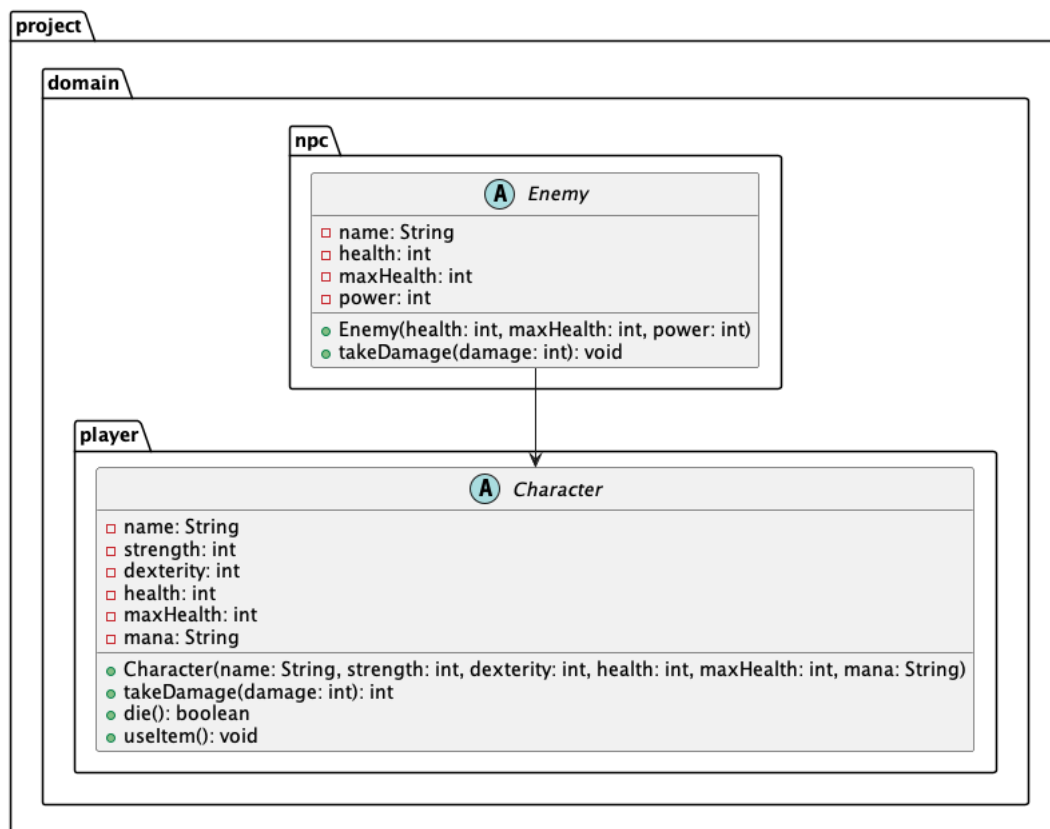 project
domain
npc
A Enemy
name: String
health: int
maxHealth: int
power: int
Enemy(health: int, maxHealth: int, power: int)
takeDamage(damage: int): void
player
A Character
name: String
strength: int
dexterity: int
health: int
maxHealth: int
mana: String
Character(name: String, strength: int, dexterity: int, health: int, maxHealth: int, mana: String)
takeDamage(damage: int): int
die(): boolean
useItem(): void